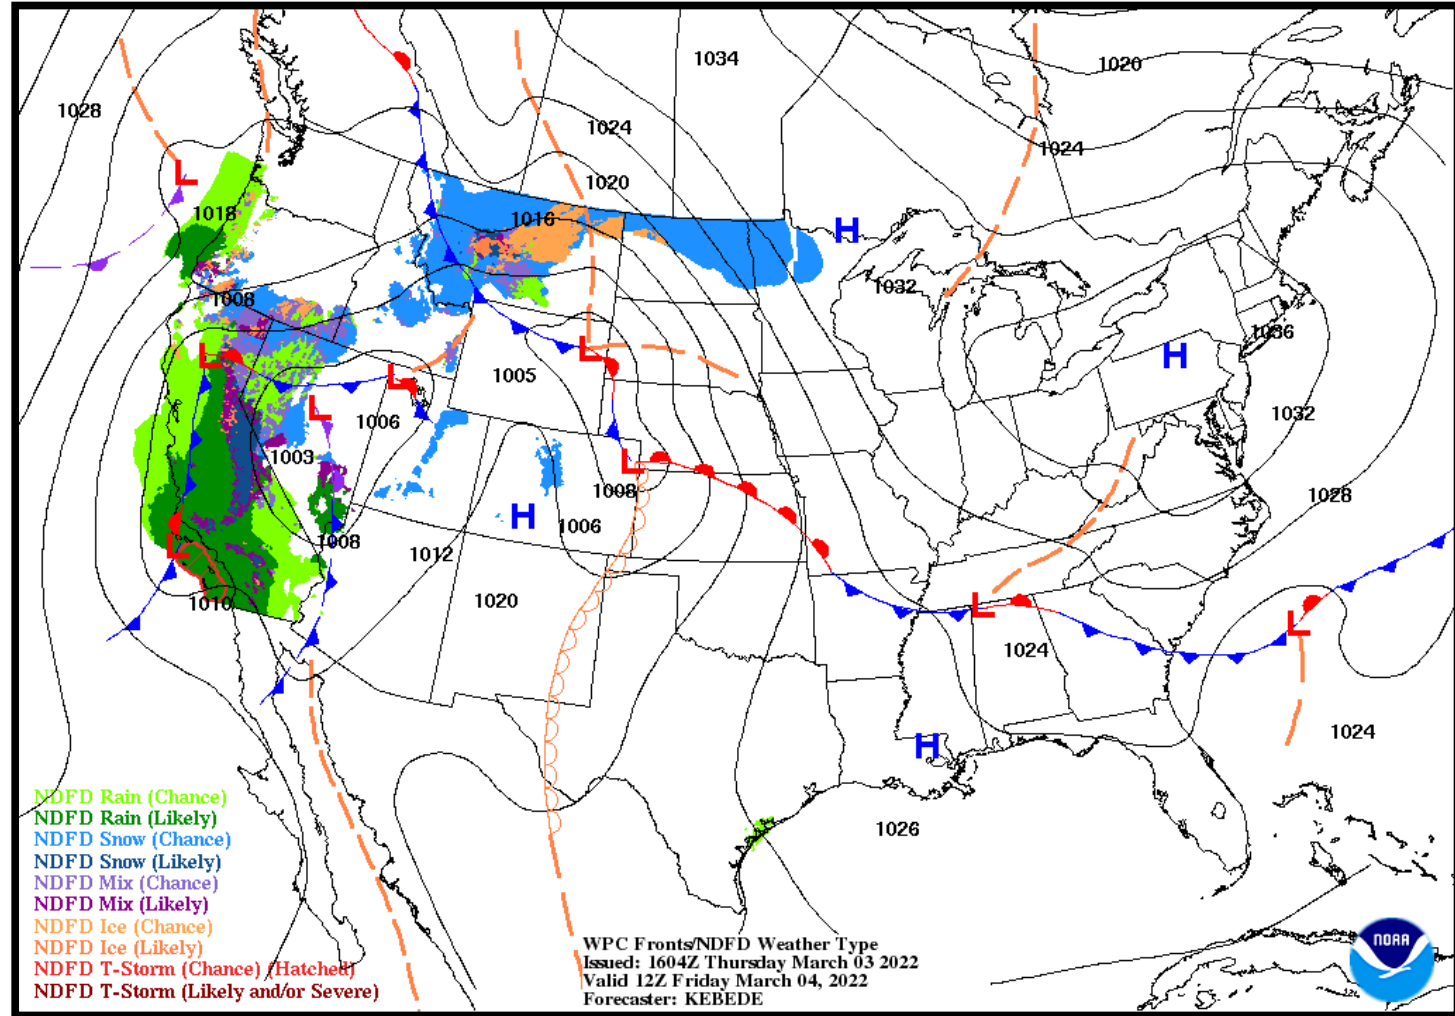 1034
1020
1028
1024
1024
1020
1018
1016
H
L
1032
1008
1036
H
L
L
1005
L
L
1006
1032
1003
L
1008
1028
H
1006
1008
1012
L
1010
1020
L
L
1024
H
1024
1026
NDFD Rain (Chance)
NDFD Rain (Likely)
NDFD Snow (Chance)
NDFD Snow (Likely)
NDFD Mix (Chance)
NDFD Mix (Likely)
NDFD Ice (Chance)
NDFD Ice (Likely)
NDFD T-Storm (Chance) (Hatched)
NDFD T-Storm (Likely and/or Severe)
WPC Fronts/NDFD Weather Type
Issued: 1604Z Thursday March 03 2022
Valid 12Z Friday March 04, 2022
Forecaster: KEBEDE
NOAA